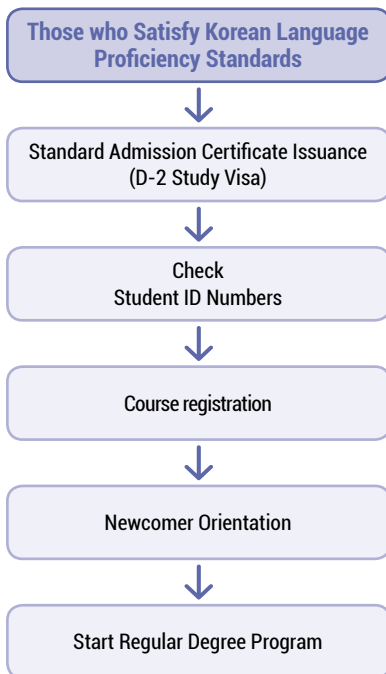 Those who Satisfy Korean Language
Proficiency Standards
Standard Admission Certificate Issuance
(D-2 Study Visa)
Check
Student ID Numbers
Course registration
Newcomer Orientation
Start Regular Degree Program